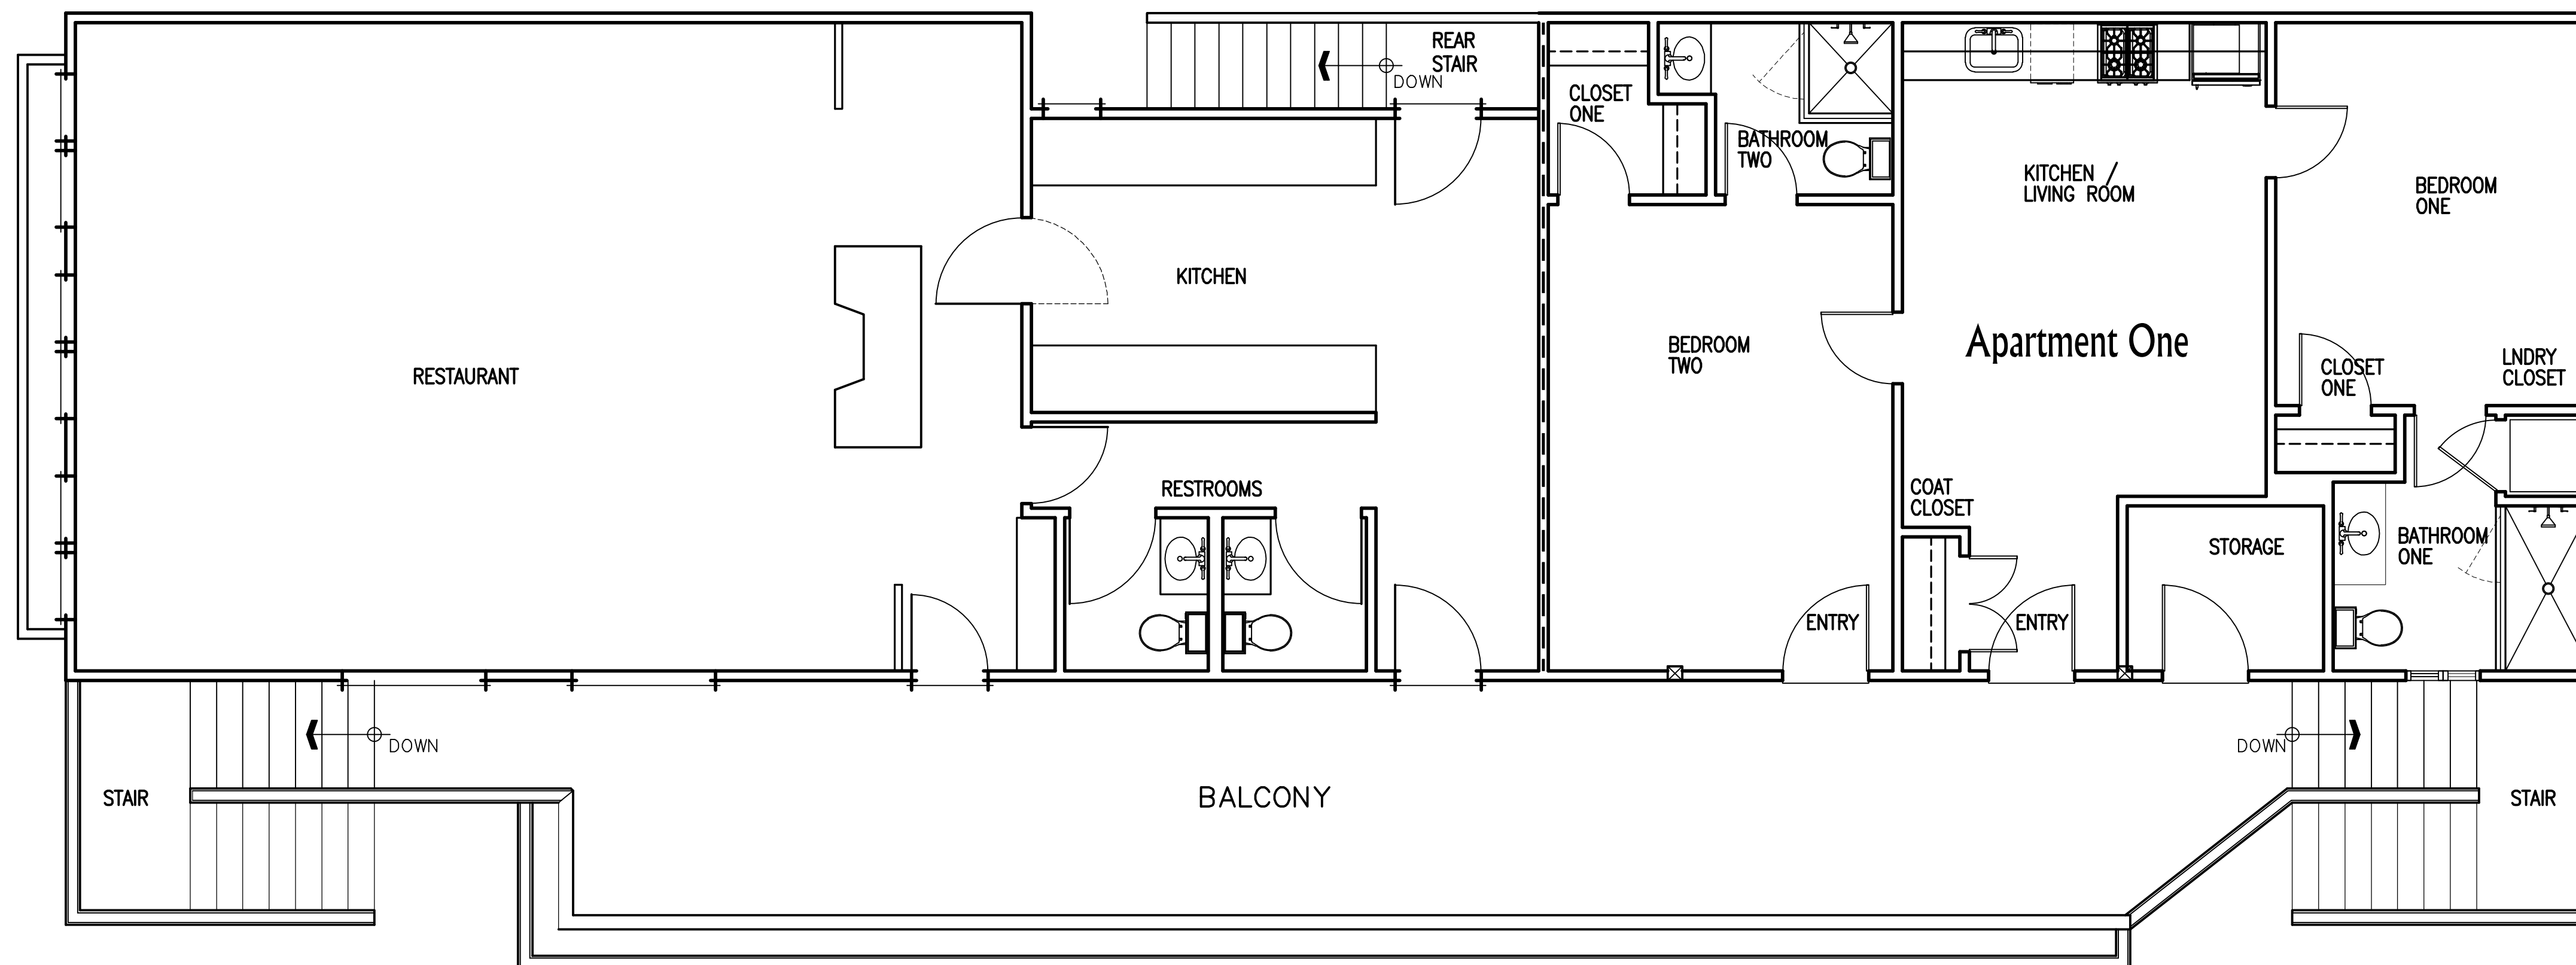 REAR
STAIR
DOWN
CLOSET
ONE
BATHROOM
TWO
KITCHEN /
LIVING ROOM
BEDROOM
ONE
KITCHEN
RESTAURANT
BEDROOM
TWO
Apartment One
CLOSET
ONE
LNDRY
CLOSET
RESTROOMS
COAT
CLOSET
STORAGE
BATHROOM
ONE
ENTRY
ENTRY
DOWN
DOWN
STAIR
BALCONY
STAIR